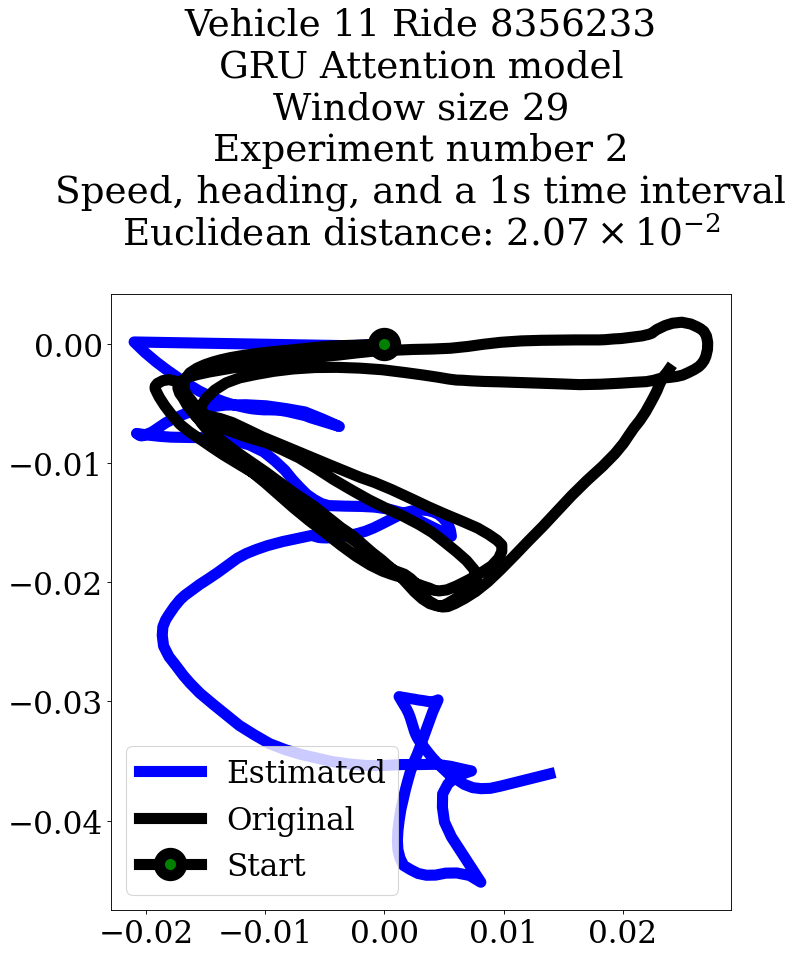 Vehicle 11 Ride 8356233
GRU Attention model
Window size 29
Experiment number 2
Speed, heading, and a 1s time interval
Euclidean distance: 2.07 × 10⁻²
0.00
−0.01
−0.02
−0.03
−0.04
Estimated
Original
Start
−0.02 −0.01 0.00 0.01 0.02